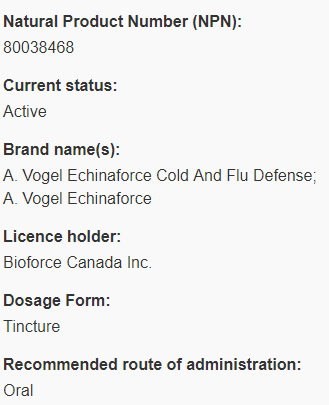 Natural Product Number (NPN):
80038468
Current status:
Active
Brand name(s):
A. Vogel Echinaforce Cold And Flu Defense;
A. Vogel Echinaforce
Licence holder:
Bioforce Canada Inc.
Dosage Form:
Tincture
Recommended route of administration:
Oral